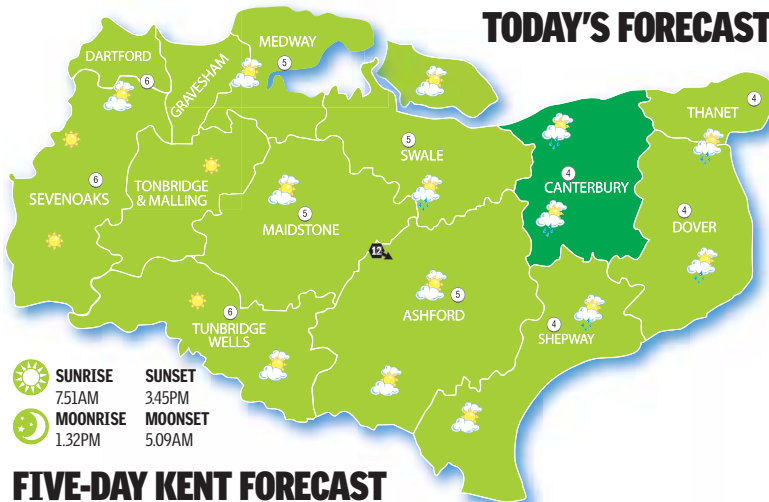 TODAY'S FORECAST
MEDWAY
5
DARTFORD
6
GRAVESHAM
THANET
4
5
SWALE
4
CANTERBURY
6
SEVENOAKS
TONBRIDGE
& MALLING
5
MAIDSTONE
4
DOVER
12
5
ASHFORD
6
TUNBRIDGE
WELLS
4
SHEPWAY
SUNRISE SUNSET
7.51AM 3.45PM
MOONRISE MOONSET
1.32PM 5.09AM
FIVE-DAY KENT FORECAST